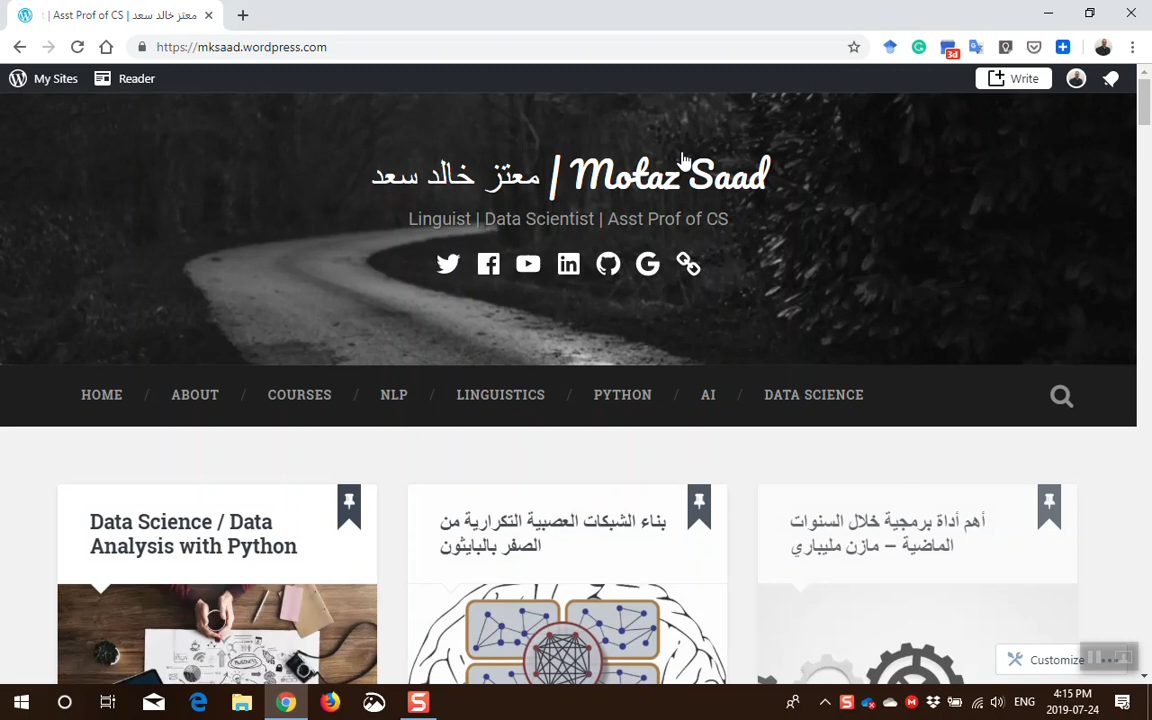 معتز خالد سعد | Asst Prof of CS |
https://mksaad.wordpress.com
3d
My Sites
Reader
Write
معتز خالد سعد | Motaz Saad
Linguist | Data Scientist | Asst Prof of CS
HOME / ABOUT / COURSES / NLP / LINGUISTICS / PYTHON / AI / DATA SCIENCE
Data Science / Data
Analysis with Python
بناء الشبكات العصبية التكرارية من
الصفر بالبايثون
أهم أداة برمجية خلال السنوات
الماضية – مازن مليباري
Customize
ENG
4:15 PM
2019-07-24